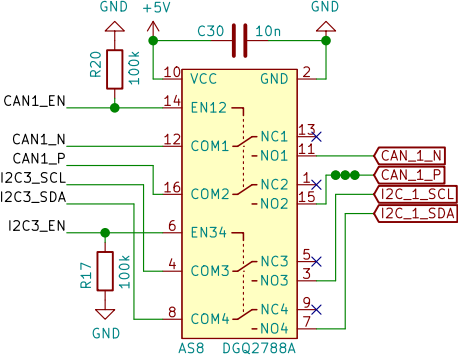 GND
+5V
GND
C30
10n
R20
100k
10
VCC
GND
2
CAN1_EN
14
EN12
CAN1_N
12
COM1
NC1
13
NO1
11
CAN_1_N
CAN1_P
16
COM2
NC2
1
CAN_1_P
I2C3_SCL
NO2
15
I2C_1_SCL
I2C3_SDA
I2C_1_SDA
I2C3_EN
6
EN34
R17
100k
4
COM3
NC3
5
NO3
3
8
COM4
NC4
9
NO4
7
GND
AS8
DGQ2788A